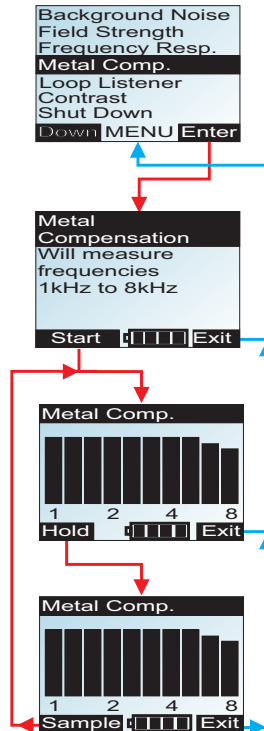 Background Noise
Field Strength
Frequency Resp.
Metal Comp.
Loop Listener
Contrast
Shut Down
Down MENU Enter
Metal
Compensation
Will measure
frequencies
1kHz to 8kHz
Start Exit
Metal Comp.
1 2 4 8
Hold Exit
Metal Comp.
1 2 4 8
Sample Exit